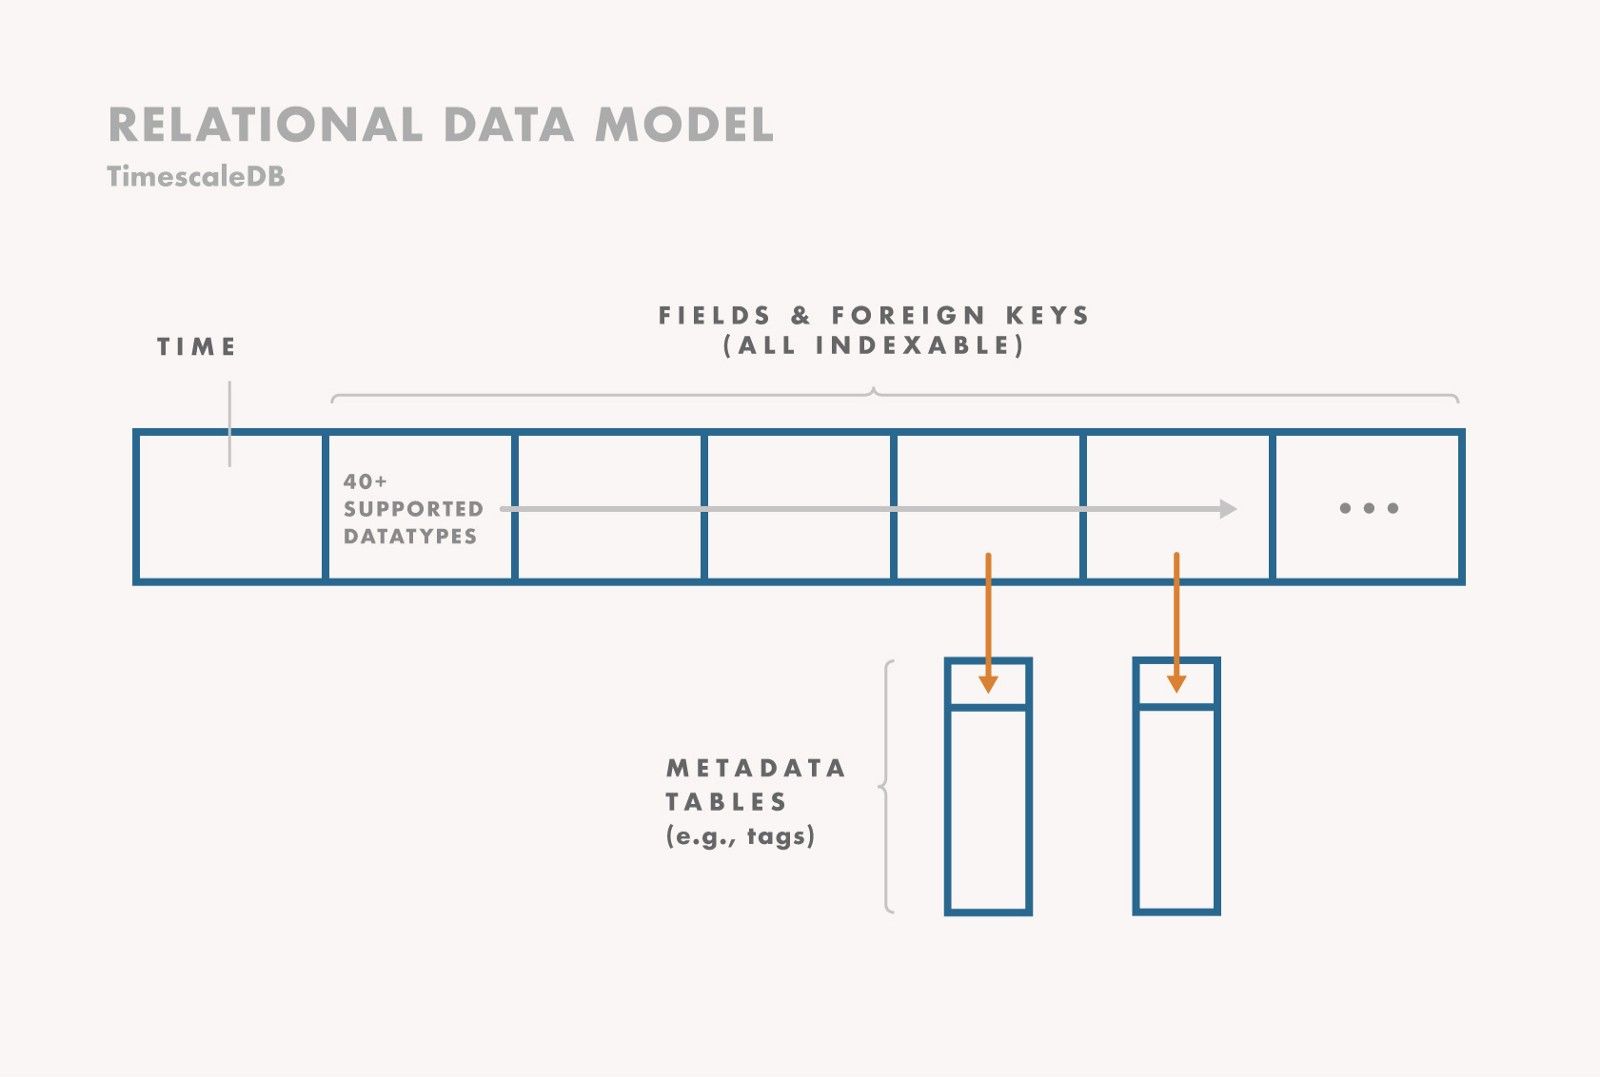 RELATIONAL DATA MODEL
TimescaleDB
TIME
FIELDS & FOREIGN KEYS
(ALL INDEXABLE)
40+
SUPPORTED
DATATYPES
•••
METADATA
TABLES
(e.g., tags)